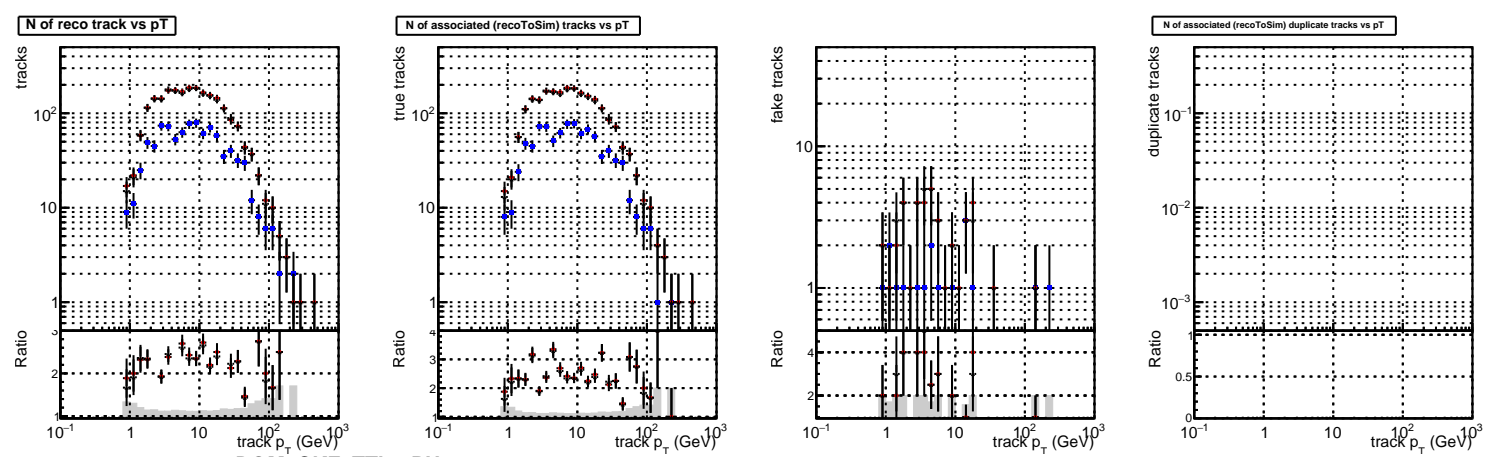 N of reco track vs pT
tracks
10²
10
1
Ratio
3
2
1
10⁻¹ 1 10 10² 10³
track p_T (GeV)
N of associated (recoToSim) tracks vs pT
true tracks
10²
10
1
Ratio
4
3
2
1
10⁻¹ 1 10 10² 10³
track p_T (GeV)
fake tracks
10
1
Ratio
4
2
10⁻¹ 1 10 10² 10³
track p_T (GeV)
N of associated (recoToSim) duplicate tracks vs pT
duplicate tracks
10⁻¹
10⁻²
10⁻³
Ratio
1
0.5
0
10⁻¹ 1 10 10² 10³
track p_T (GeV)